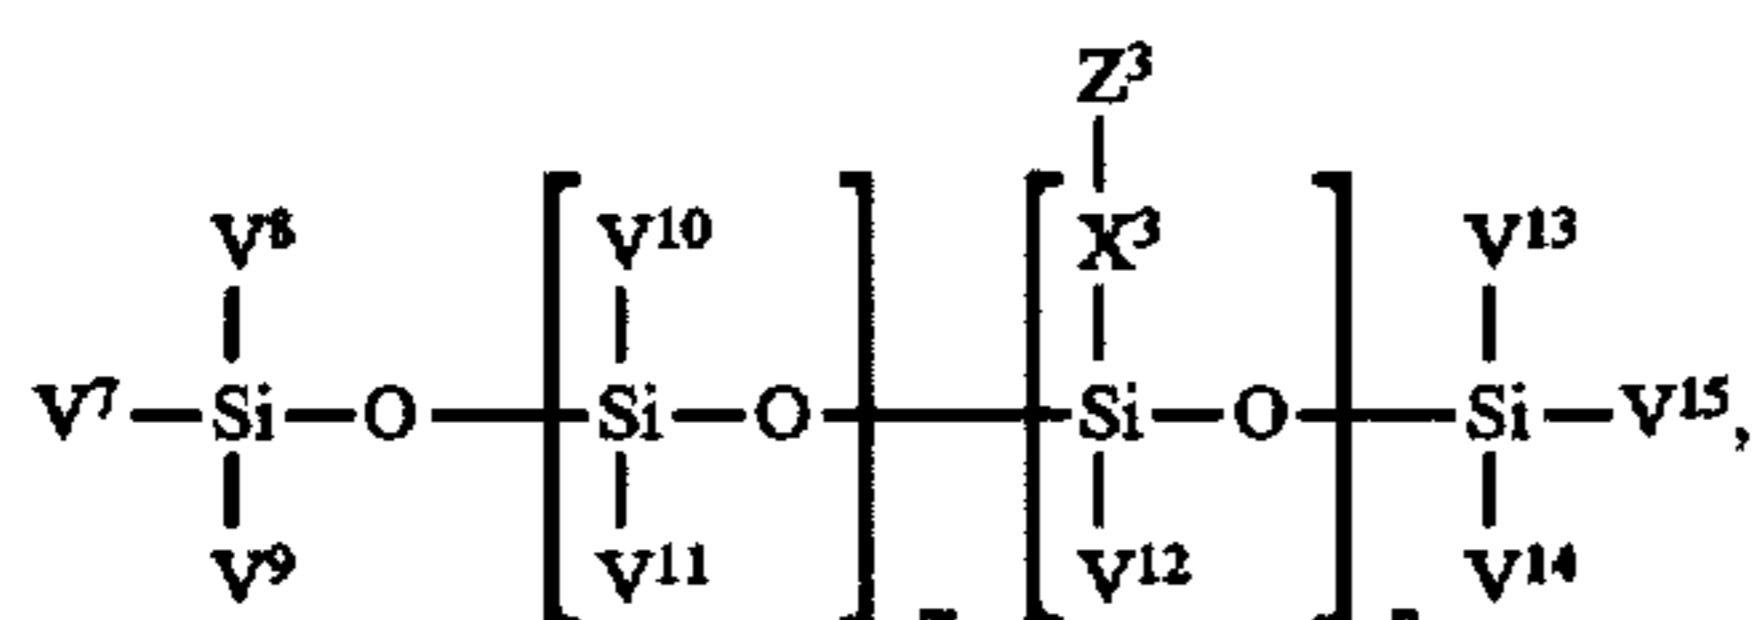 Z³
V⁸ V¹⁰ X³ V¹³
V⁷—Si—O—[Si—O]—[Si—O]—Si—V¹⁵,
V⁹ V¹¹ V¹² V¹⁴